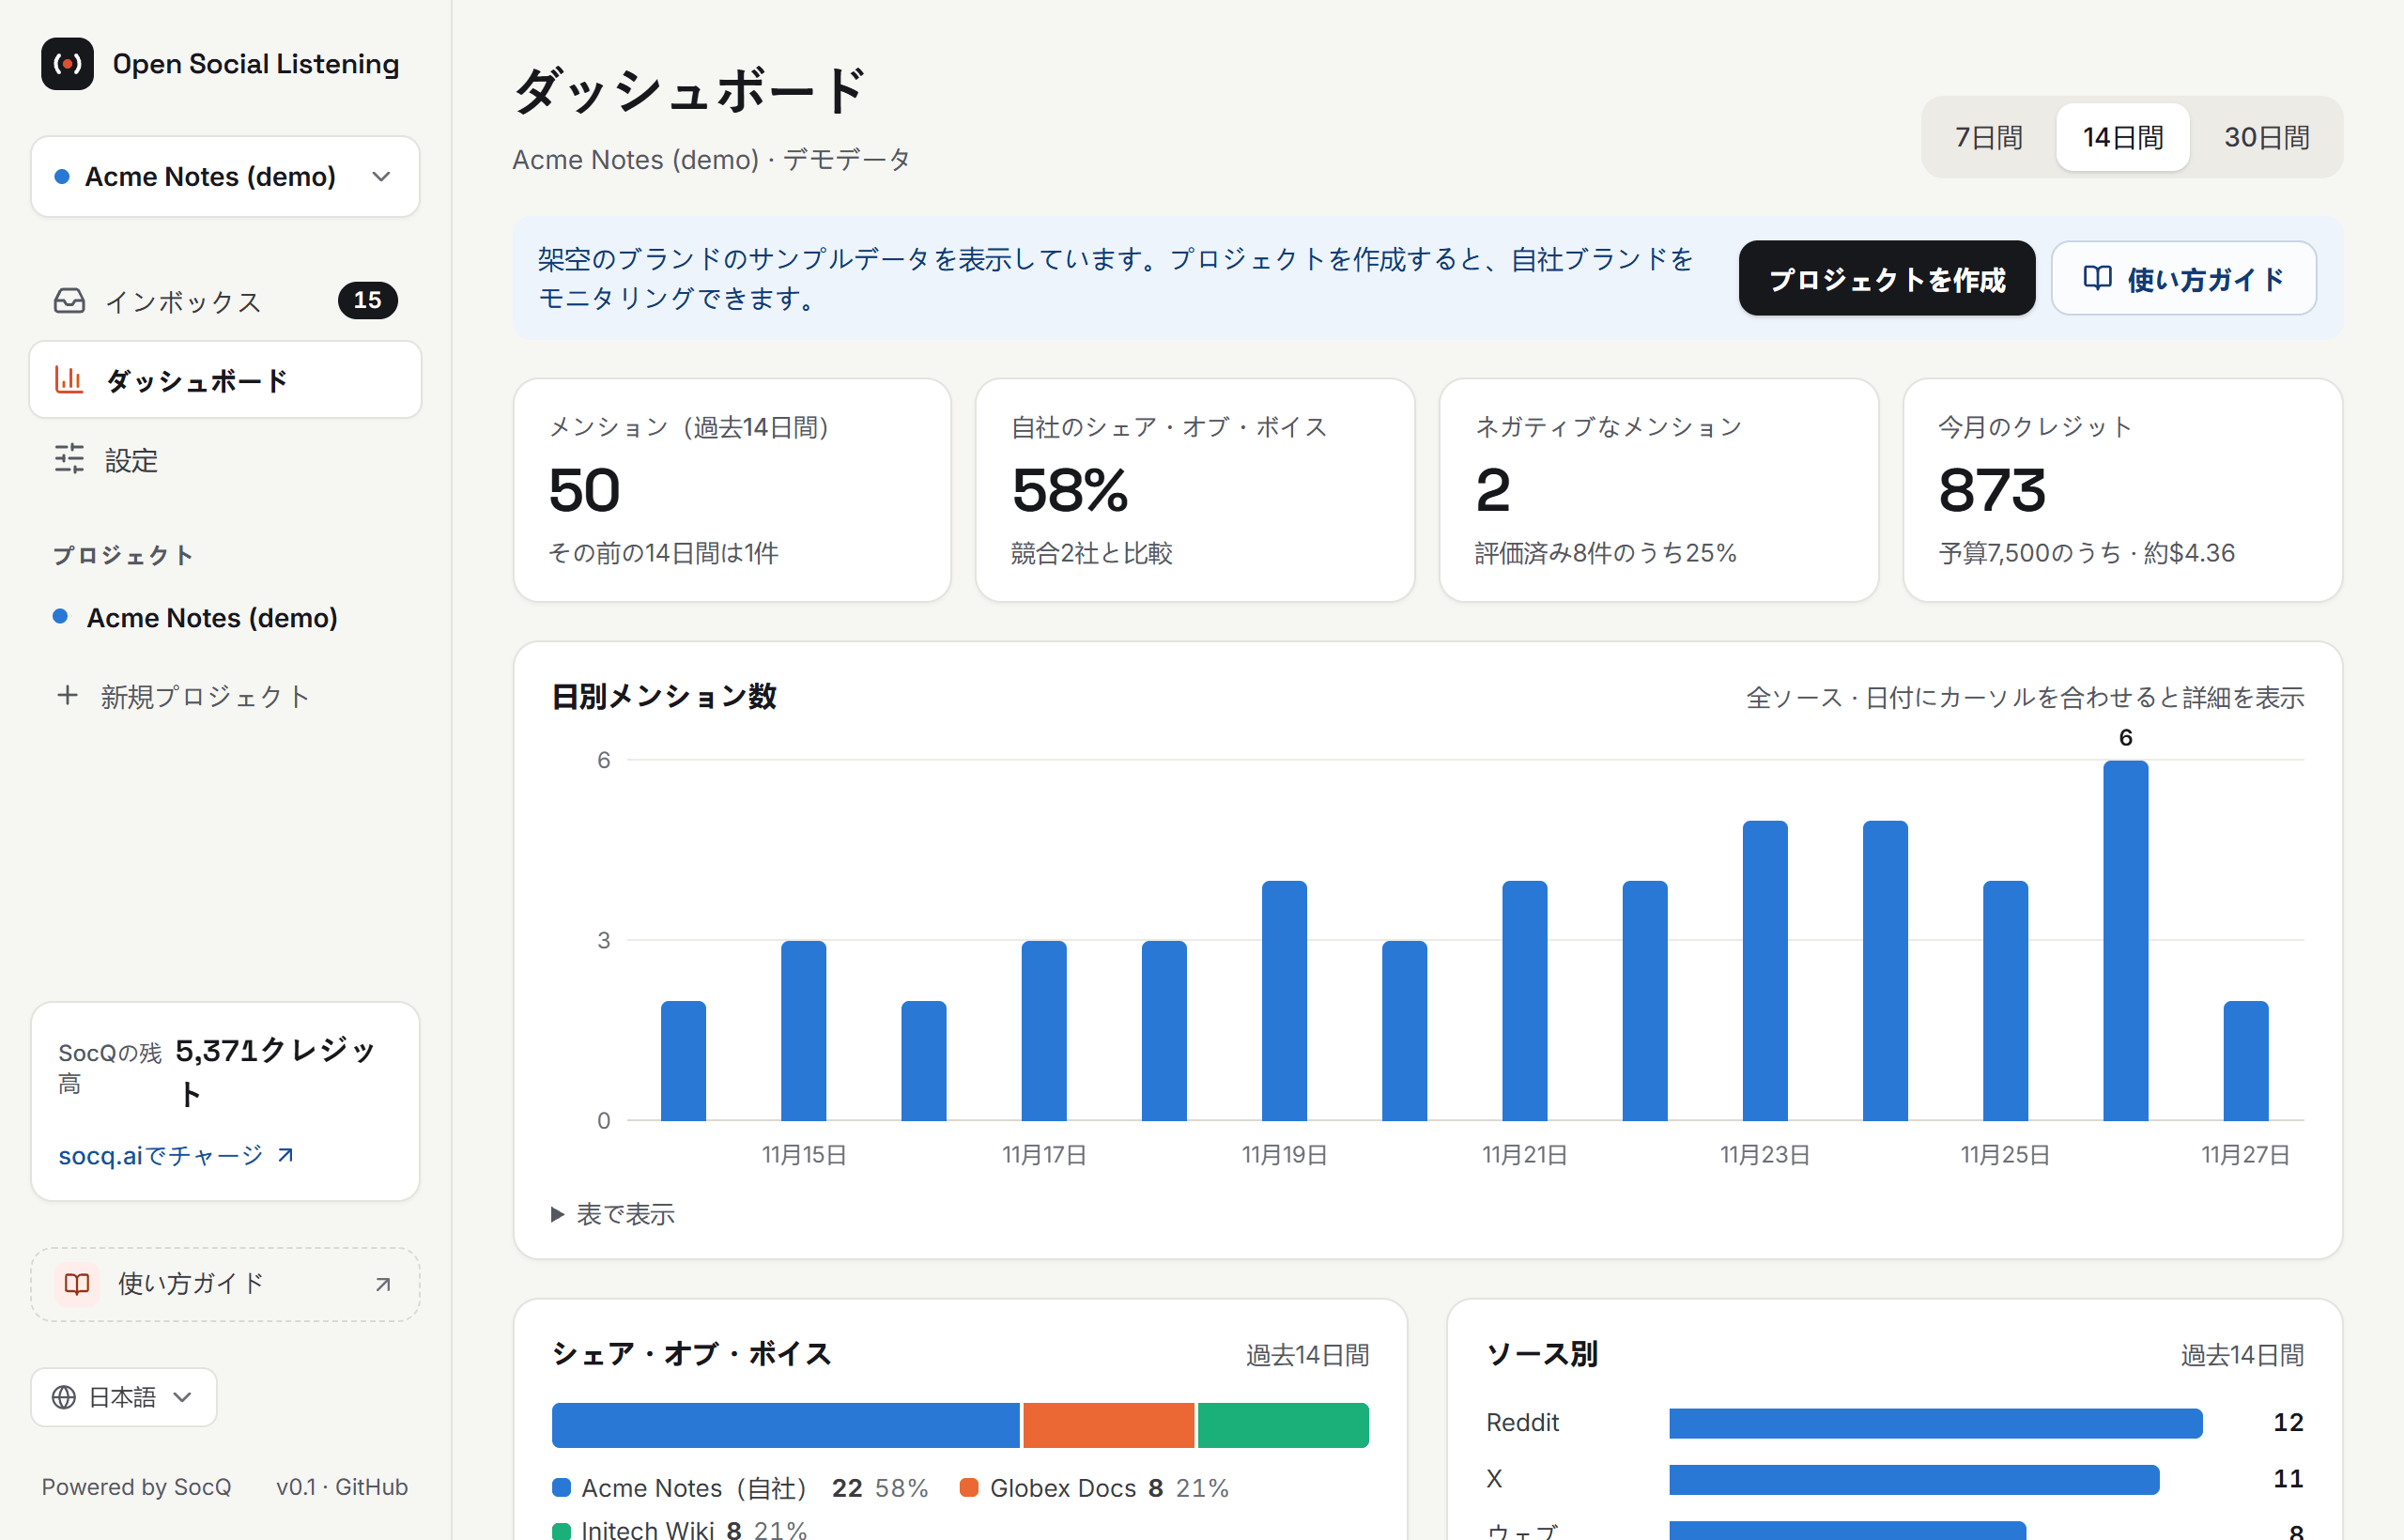 Open Social Listening
Acme Notes (demo)
インボックス 15
ダッシュボード
設定
プロジェクト
Acme Notes (demo)
新規プロジェクト
SocQの残
高
5,371クレジッ
ト
socq.aiでチャージ
使い方ガイド
日本語
Powered by SocQ v0.1 · GitHub
ダッシュボード
Acme Notes (demo) · デモデータ
7日間 14日間 30日間
架空のブランドのサンプルデータを表示しています。プロジェクトを作成すると、自社ブランドを
モニタリングできます。
プロジェクトを作成
使い方ガイド
メンション（過去14日間）
50
その前の14日間は1件
自社のシェア・オブ・ボイス
58%
競合2社と比較
ネガティブなメンション
2
評価済み8件のうち25%
今月のクレジット
873
予算7,500のうち · 約$4.36
日別メンション数
全ソース · 日付にカーソルを合わせると詳細を表示
6
6
3
0
11月15日 11月17日 11月19日 11月21日 11月23日 11月25日 11月27日
表で表示
シェア・オブ・ボイス
過去14日間
Acme Notes（自社） 22 58% Globex Docs 8 21%
Initech Wiki 8 21%
ソース別
過去14日間
Reddit 12
X 11
ウェブ 8